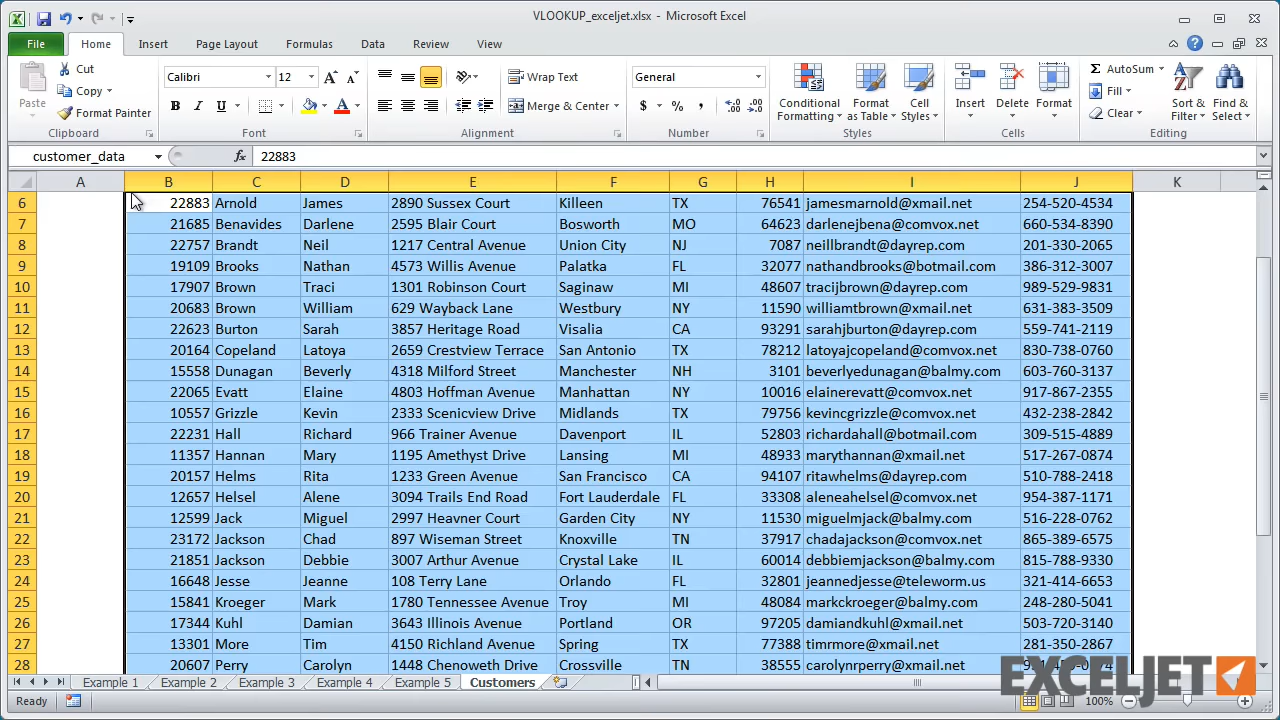 VLOOKUP_exceljet.xlsx - Microsoft Excel
File Home Insert Page Layout Formulas Data Review View
Paste Cut Copy Format Painter Clipboard
Calibri 12 B I U A Font
Wrap Text Merge & Center Alignment
General $ % , Number
Conditional Formatting Format as Table Cell Styles Styles
Insert Delete Format Cells
AutoSum Fill Clear Sort & Filter Find & Select Editing
customer_data fx 22883
A B C D E F G H I J K
6 22883 Arnold James 2890 Sussex Court Killeen TX 76541 jamesmarnold@xmail.net 254-520-4534
7 21685 Benavides Darlene 2595 Blair Court Bosworth MO 64623 darlenejbena@comvox.net 660-534-8390
8 22757 Brandt Neil 1217 Central Avenue Union City NJ 7087 neillbrandt@dayrep.com 201-330-2065
9 19109 Brooks Nathan 4573 Willis Avenue Palatka FL 32077 nathandbrooks@botmail.com 386-312-3007
10 17907 Brown Traci 1301 Robinson Court Saginaw MI 48607 tracijbrown@dayrep.com 989-529-9831
11 20683 Brown William 629 Wayback Lane Westbury NY 11590 williamtbrown@xmail.net 631-383-3509
12 22623 Burton Sarah 3857 Heritage Road Visalia CA 93291 sarahjburton@dayrep.com 559-741-2119
13 20164 Copeland Latoya 2659 Crestview Terrace San Antonio TX 78212 latoyajcopeland@comvox.net 830-738-0760
14 15558 Dunagan Beverly 4318 Milford Street Manchester NH 3101 beverlyedunagan@balmy.com 603-760-3137
15 22065 Evatt Elaine 4803 Hoffman Avenue Manhattan NY 10016 elainerevatt@comvox.net 917-867-2355
16 10557 Grizzle Kevin 2333 Scenicview Drive Midlands TX 79756 kevincgrizzle@comvox.net 432-238-2842
17 22231 Hall Richard 966 Trainer Avenue Davenport IL 52803 richardahall@botmail.com 309-515-4889
18 11357 Hannan Mary 1195 Amethyst Drive Lansing MI 48933 marythannan@xmail.net 517-267-0874
19 20157 Helms Rita 1233 Green Avenue San Francisco CA 94107 ritawhelms@dayrep.com 510-788-2418
20 12657 Helsel Alene 3094 Trails End Road Fort Lauderdale FL 33308 aleneahelsel@comvox.net 954-387-1171
21 12599 Jack Miguel 2997 Heavner Court Garden City NY 11530 miguelmjack@balmy.com 516-228-0762
22 23172 Jackson Chad 897 Wiseman Street Knoxville TN 37917 chadajackson@comvox.net 865-389-6575
23 21851 Jackson Debbie 3007 Arthur Avenue Crystal Lake IL 60014 debbiemjackson@balmy.com 815-788-9330
24 16648 Jesse Jeanne 108 Terry Lane Orlando FL 32801 jeannedjesse@teleworm.us 321-414-6653
25 15841 Kroeger Mark 1780 Tennessee Avenue Troy MI 48084 markckroeger@balmy.com 248-280-5041
26 17344 Kuhl Damian 3643 Illinois Avenue Portland OR 97205 damiandkuhl@xmail.net 503-720-3140
27 13301 More Tim 4150 Richland Avenue Spring TX 77388 timrmore@xmail.net 281-350-2867
28 20607 Perry Carolyn 1448 Chenoweth Drive Crossville TN 38555 carolynrperry@xmail.net
Example 1 Example 2 Example 3 Example 4 Example 5 Customers
EXCELJET
Ready 100%